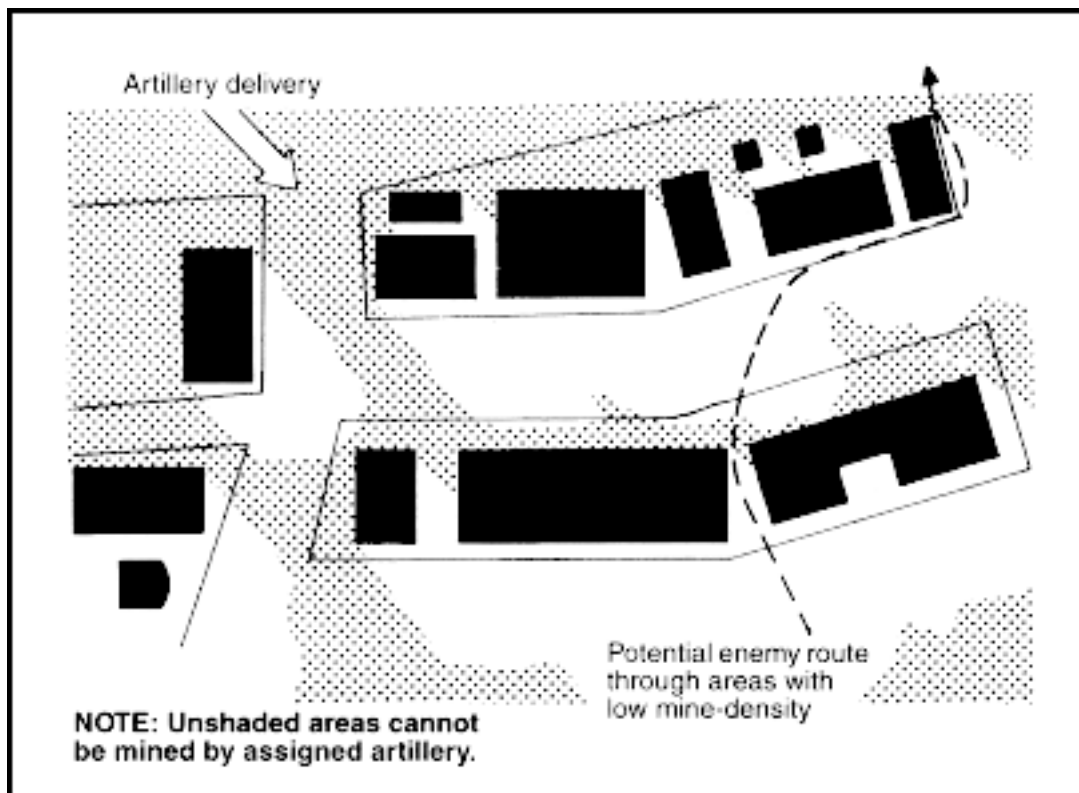 Artillery delivery
Potential enemy route
through areas with
low mine-density
NOTE: Unshaded areas cannot
be mined by assigned artillery.